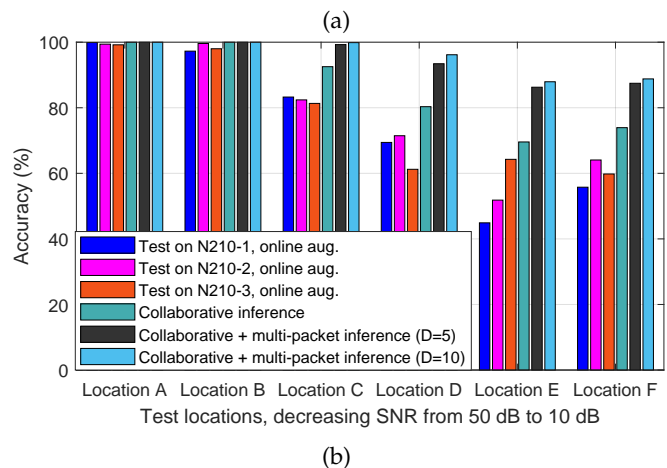 (a)
100
80
60
40
20
0
Accuracy (%)
Test on N210-1, online aug.
Test on N210-2, online aug.
Test on N210-3, online aug.
Collaborative inference
Collaborative + multi-packet inference (D=5)
Collaborative + multi-packet inference (D=10)
Location A Location B Location C Location D Location E Location F
Test locations, decreasing SNR from 50 dB to 10 dB
(b)